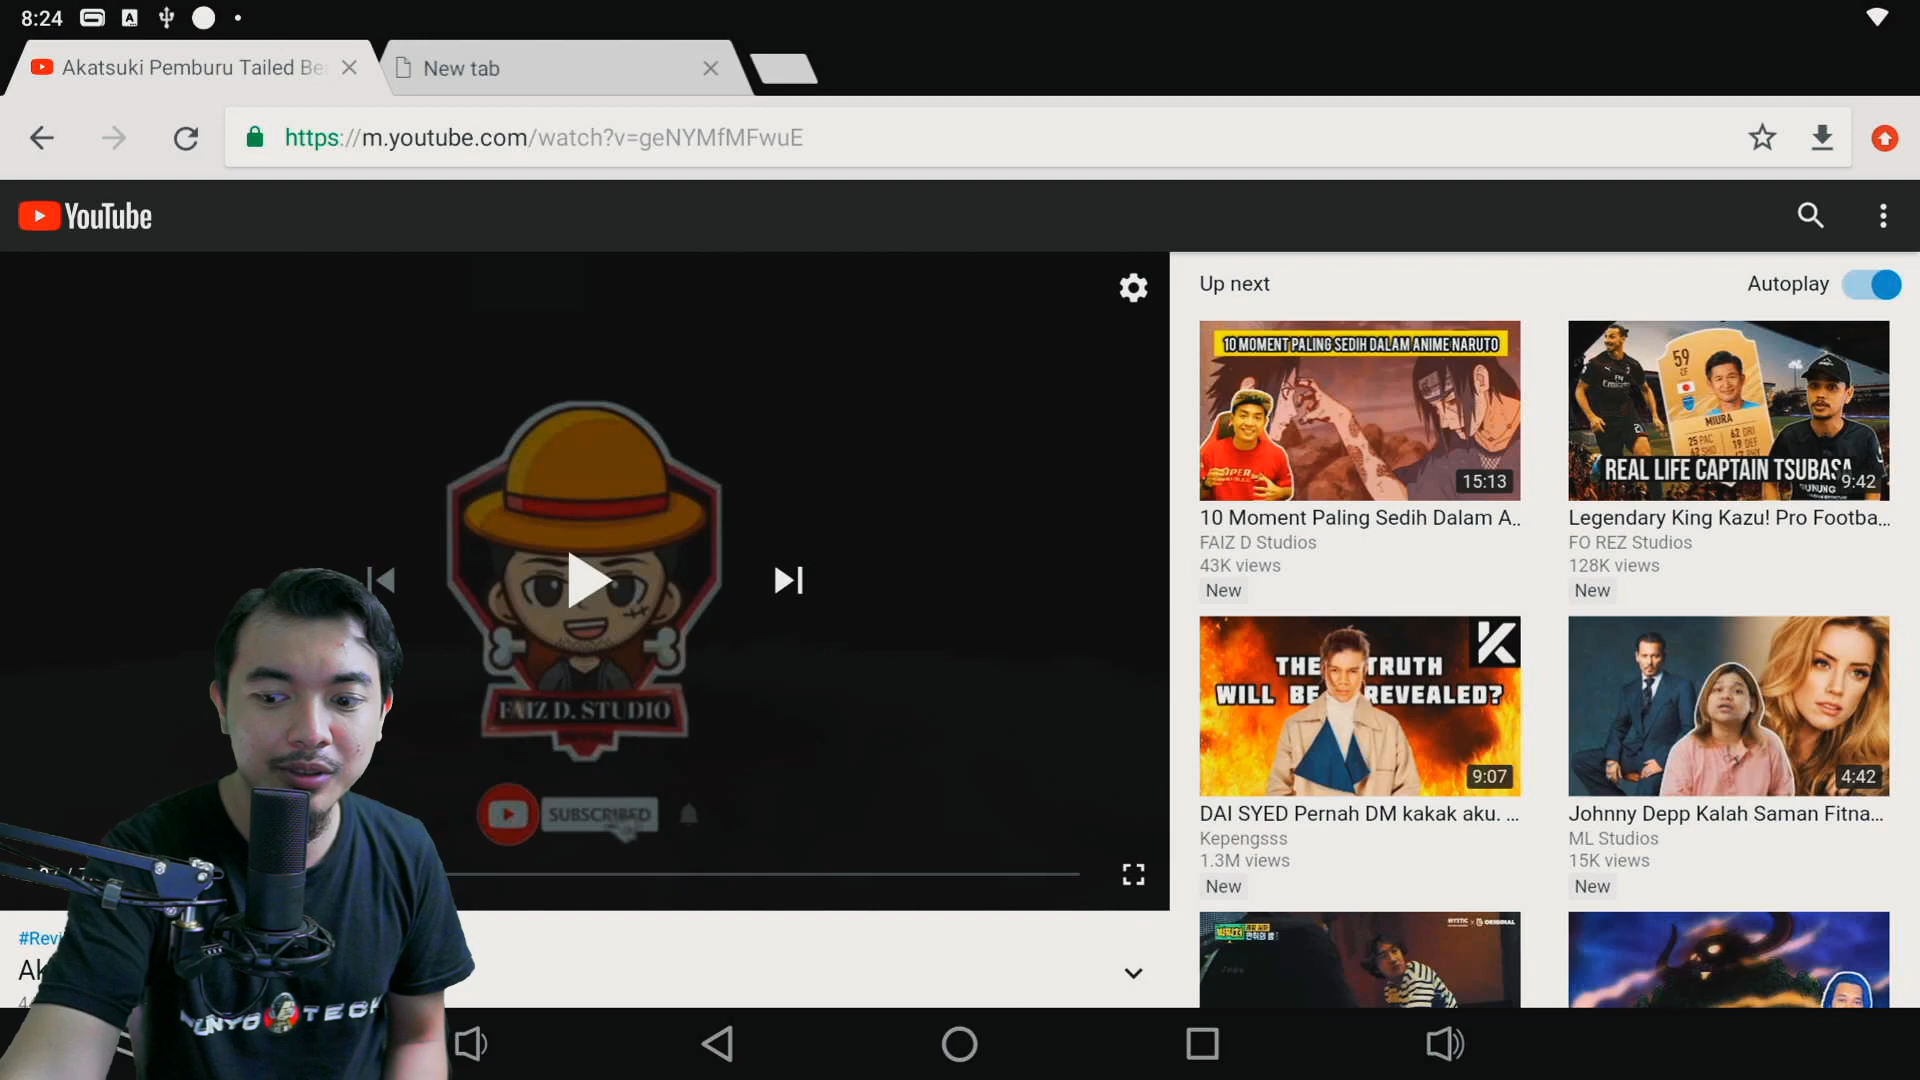 8:24
Akatsuki Pemburu Tailed Be
New tab
https://m.youtube.com/watch?v=geNYMfMFwuE
YouTube
Up next
Autoplay
10 MOMENT PALING SEDIH DALAM ANIME NARUTO
15:13
10 Moment Paling Sedih Dalam A..
FAIZ D Studios
43K views
New
59
CF
MIURA
REAL LIFE CAPTAIN TSUBASA
9:42
Legendary King Kazu! Pro Footba...
FO REZ Studios
128K views
New
THE TRUTH
WILL BE REVEALED?
9:07
DAI SYED Pernah DM kakak aku. ...
Kepengsss
1.3M views
New
4:42
Johnny Depp Kalah Saman Fitna...
ML Studios
15K views
New
FAIZ D. STUDIO
SUBSCRIBED
#Revi
Ak
TECH
ORIGINAL